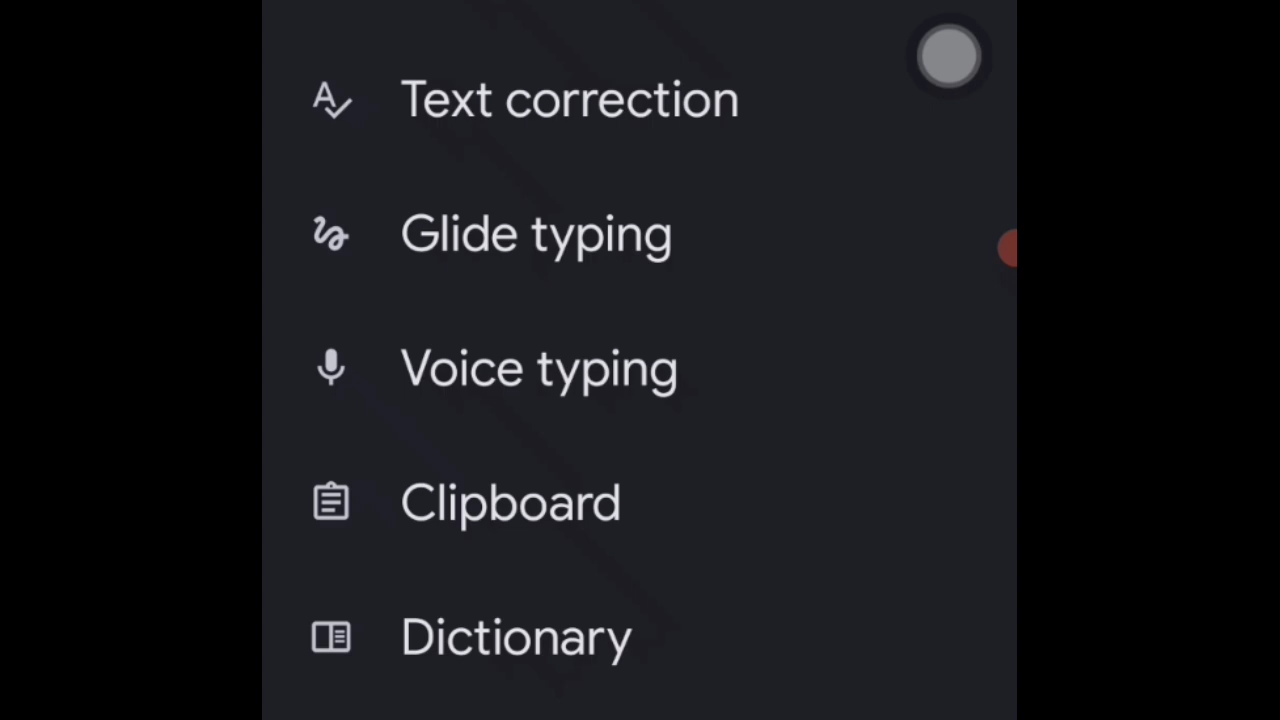 Text correction
Glide typing
Voice typing
Clipboard
Dictionary